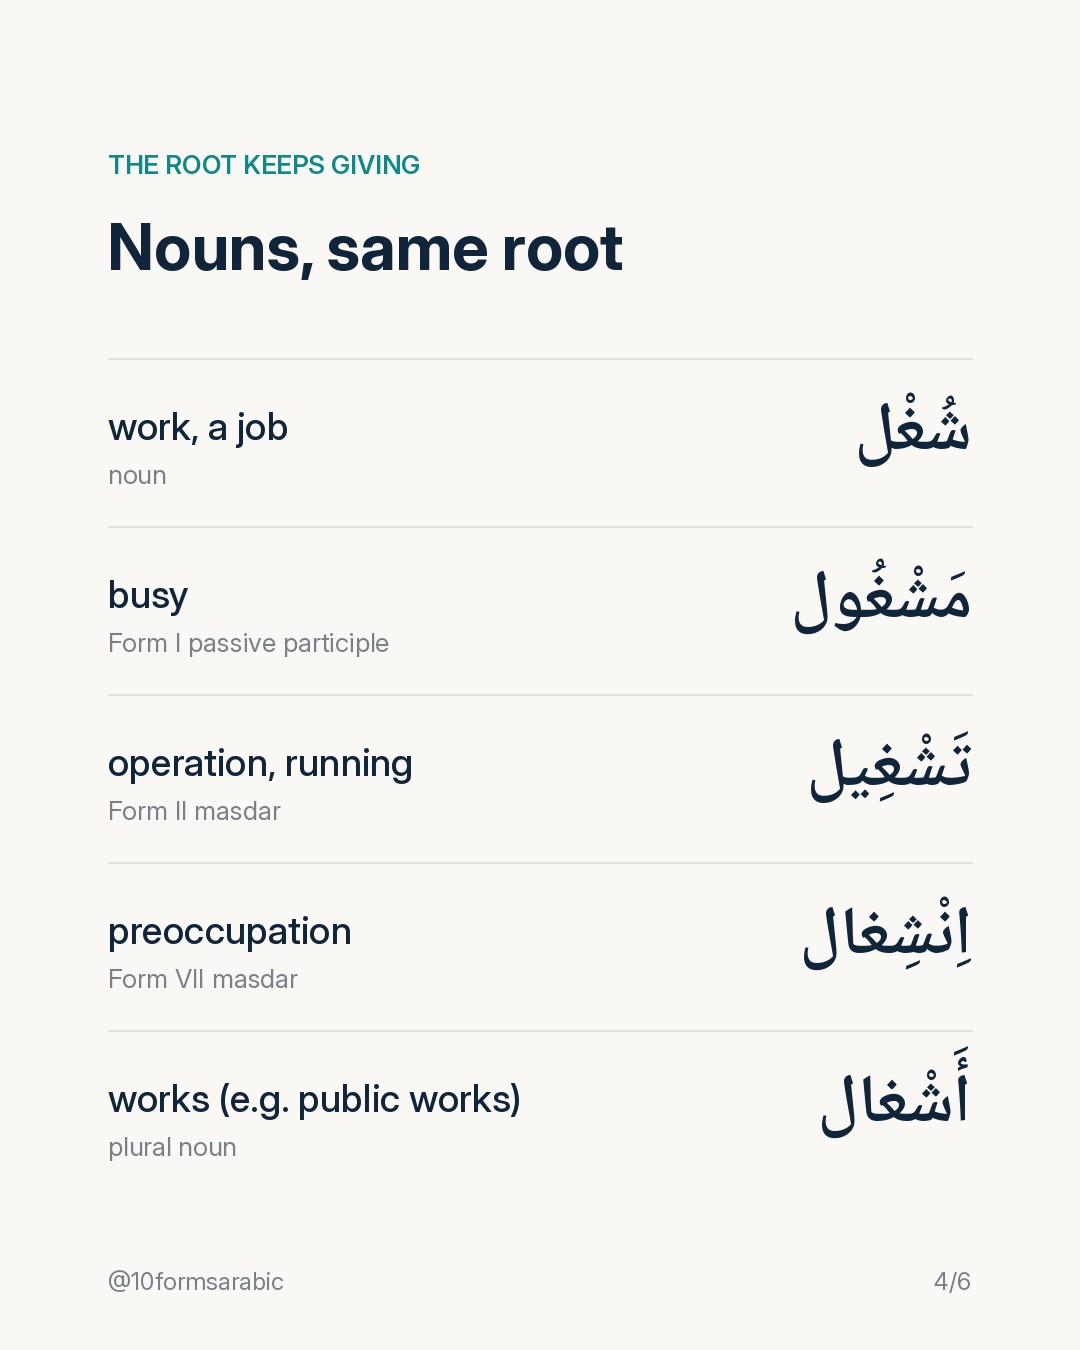 THE ROOT KEEPS GIVING
Nouns, same root
work, a job
شُغْل
noun
busy
مَشْغُول
Form I passive participle
operation, running
تَشْغِيل
Form II masdar
preoccupation
اِنْشِغال
Form VII masdar
works (e.g. public works)
أَشْغال
plural noun
@10formsarabic
4/6